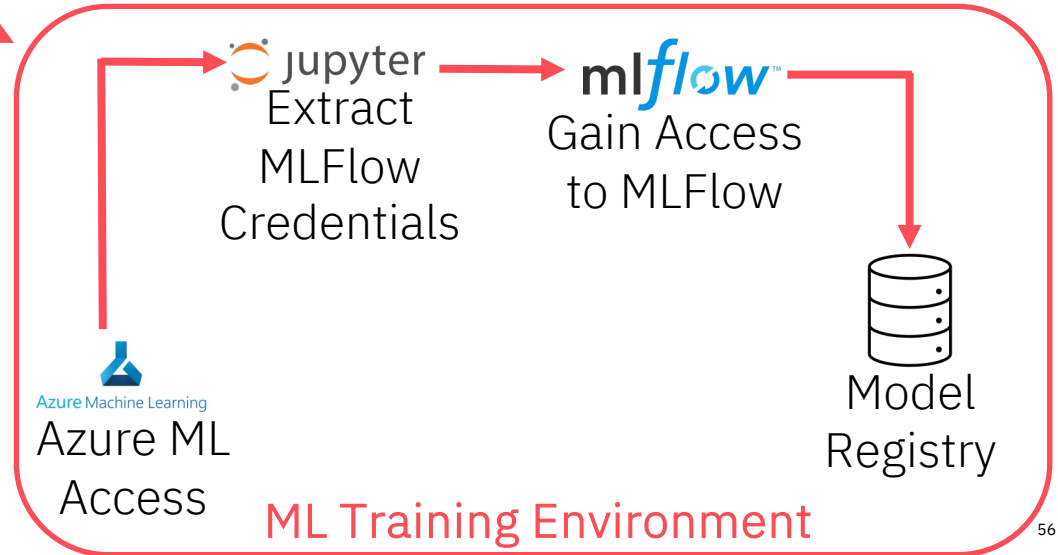 jupyter
Extract
MLFlow
Credentials
mlflow™
Gain Access
to MLFlow
Azure Machine Learning
Azure ML
Access
Model
Registry
ML Training Environment
56